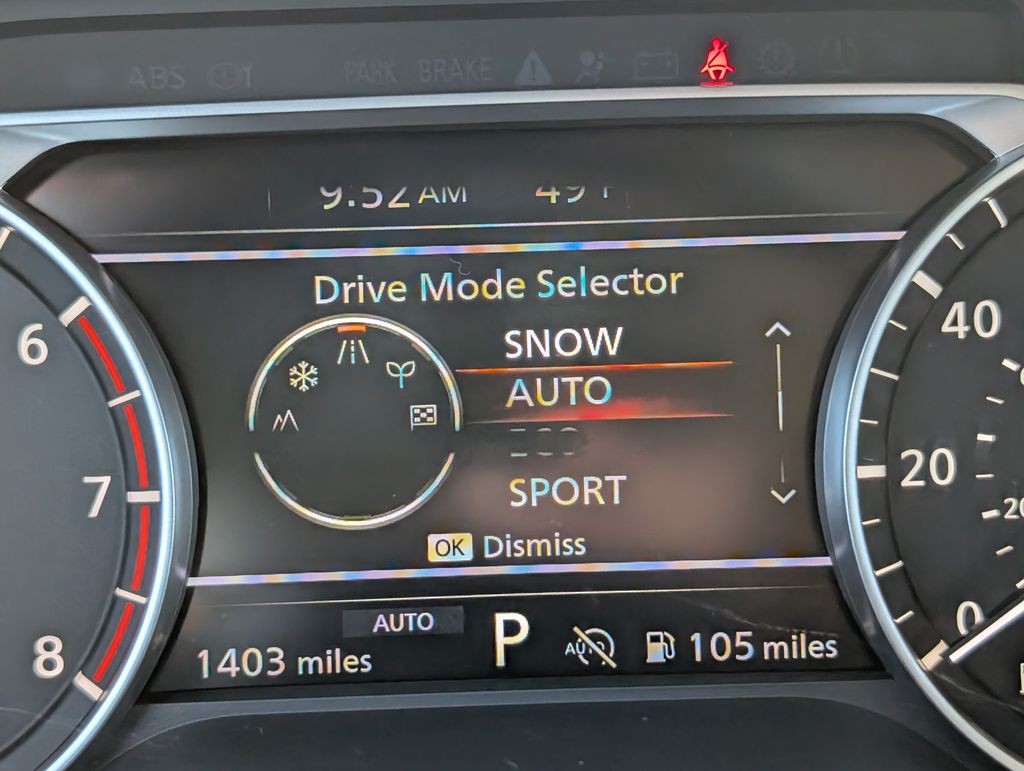 ABS
PARK BRAKE
9:52 AM 49
Drive Mode Selector
SNOW
AUTO
SPORT
OK Dismiss
AUTO
1403 miles
P
105 miles
6
7
8
40
20
0